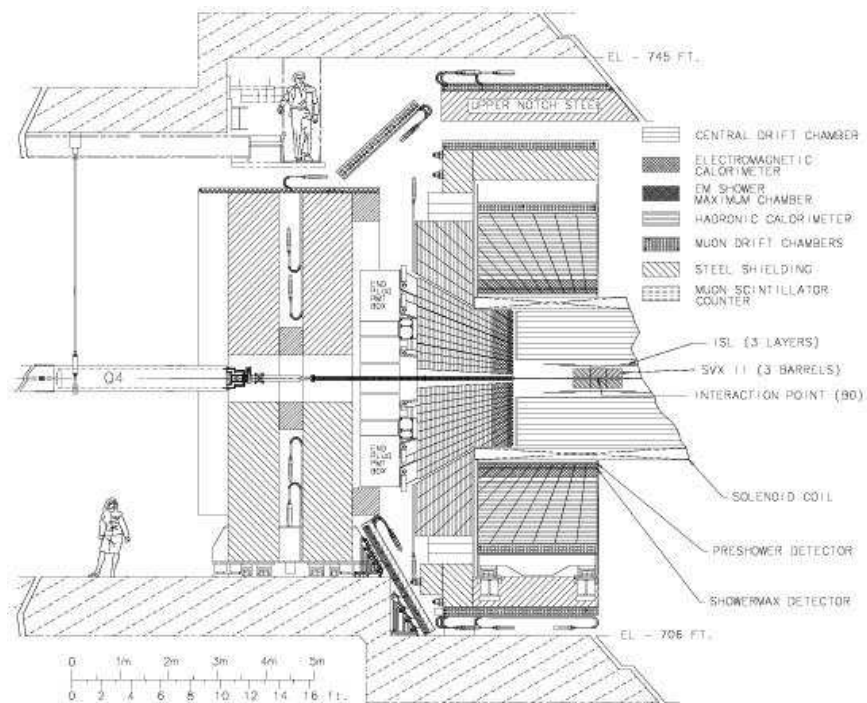 EL - 745 FT.
UPPER NOTCH STEEL
CENTRAL DRIFT CHAMBER
ELECTROMAGNETIC
CALORIMETER
EM SHOWER
MAXIMUM CHAMBER
HADRONIC CALORIMETER
MUON DRIFT CHAMBERS
STEEL SHIELDING
MUON SCINTILLATOR
COUNTER
END
PLUG
PMT
BOX
ISL (3 LAYERS)
SVX II (3 BARRELS)
INTERACTION POINT (B0)
Q4
END
PLUG
PMT
BOX
SOLENOID COIL
PRESHOWER DETECTOR
SHOWERMAX DETECTOR
EL - 706 FT.
0 1m 2m 3m 4m 5m
0 2 4 6 8 10 12 14 16 ft.